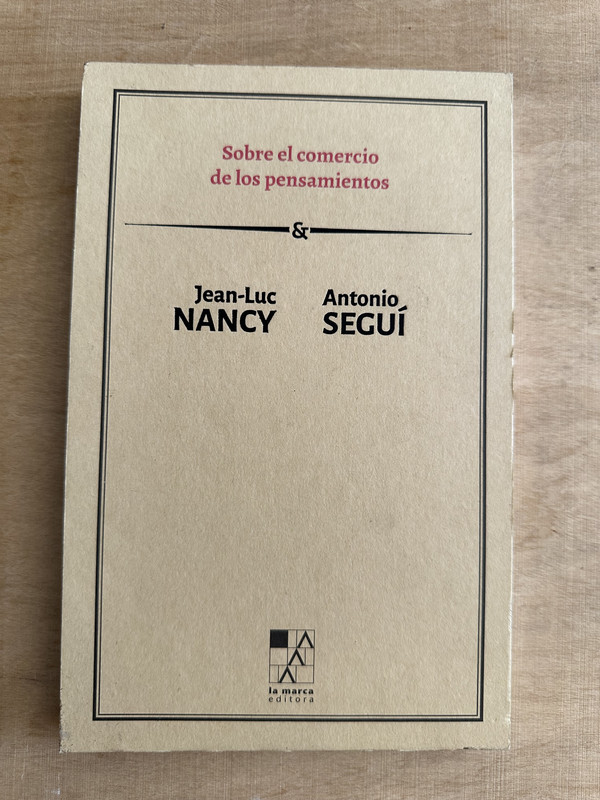 Sobre el comercio
de los pensamientos
&
Jean-Luc
NANCY
Antonio
SEGUÍ
la marca
editora